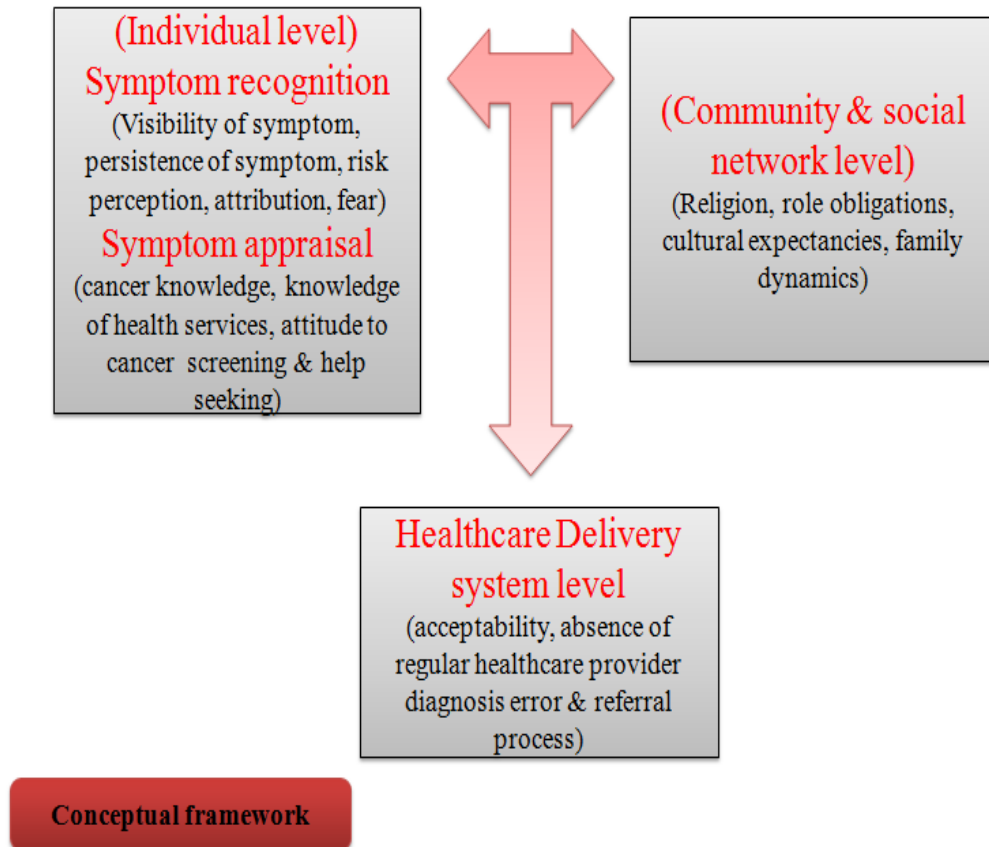 (Individual level)
Symptom recognition
(Visibility of symptom,
persistence of symptom, risk
perception, attribution, fear)
Symptom appraisal
(cancer knowledge, knowledge
of health services, attitude to
cancer screening & help
seeking)
(Community & social
network level)
(Religion, role obligations,
cultural expectancies, family
dynamics)
Healthcare Delivery
system level
(acceptability, absence of
regular healthcare provider
diagnosis error & referral
process)
Conceptual framework